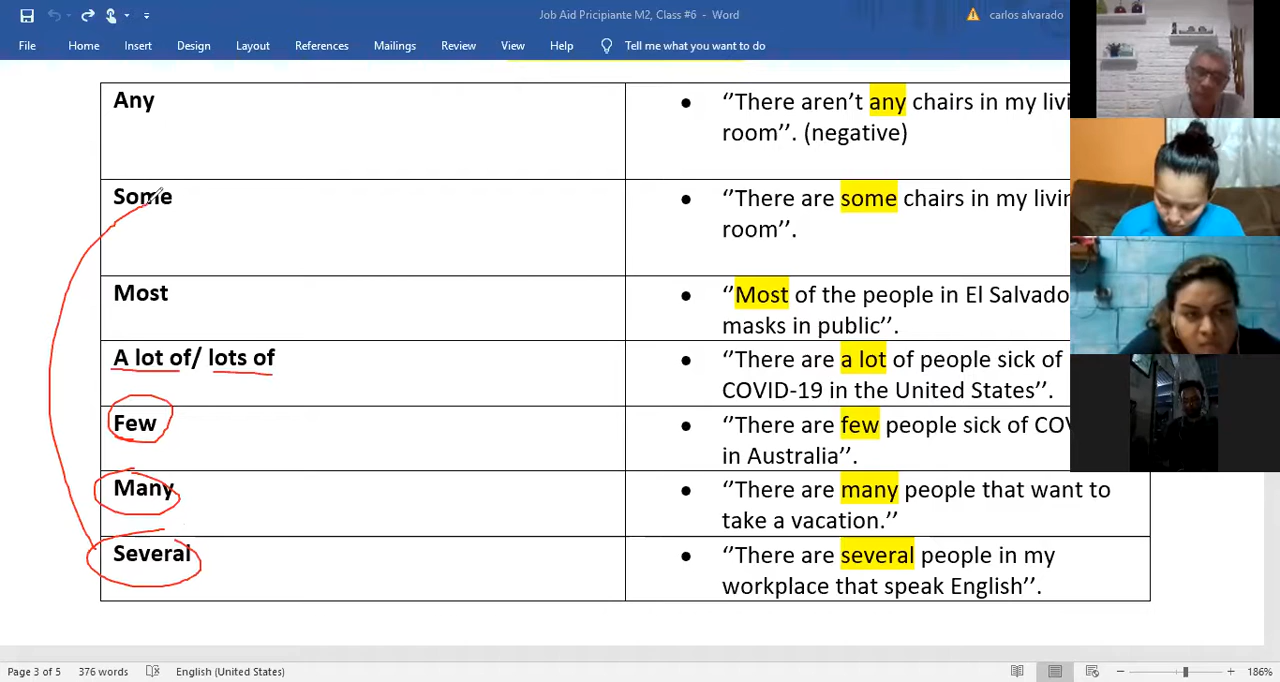 Job Aid Pricipiante M2, Class #6 - Word
carlos alvarado
File Home Insert Design Layout References Mailings Review View Help Tell me what you want to do
Any
• ‘’There aren’t any chairs in my livi
room’’. (negative)
Some
• ‘’There are some chairs in my livin
room’’.
Most
• ‘’Most of the people in El Salvado
masks in public’’.
A lot of/ lots of
• ‘’There are a lot of people sick of
COVID-19 in the United States’’.
Few
• ‘’There are few people sick of COV
in Australia’’.
Many
• ‘’There are many people that want to
take a vacation.’’
Several
• ‘’There are several people in my
workplace that speak English’’.
Page 3 of 5 376 words English (United States) 186%